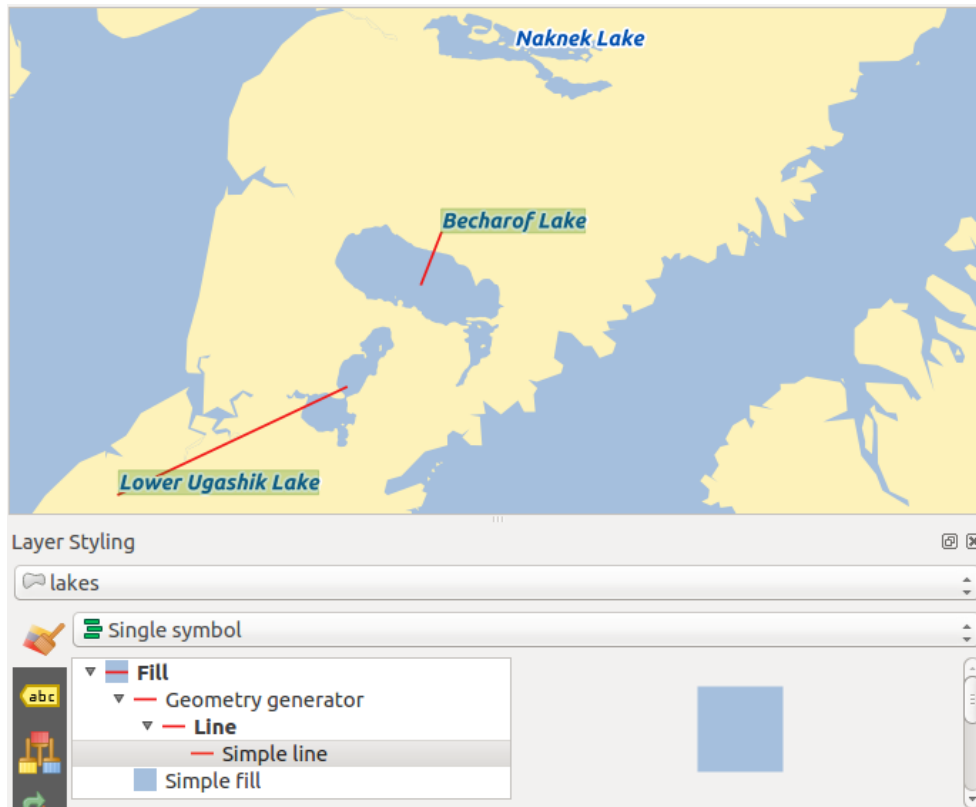 Naknek Lake
Becharof Lake
Lower Ugashik Lake
Layer Styling
lakes
Single symbol
abc
Fill
Geometry generator
Line
Simple line
Simple fill